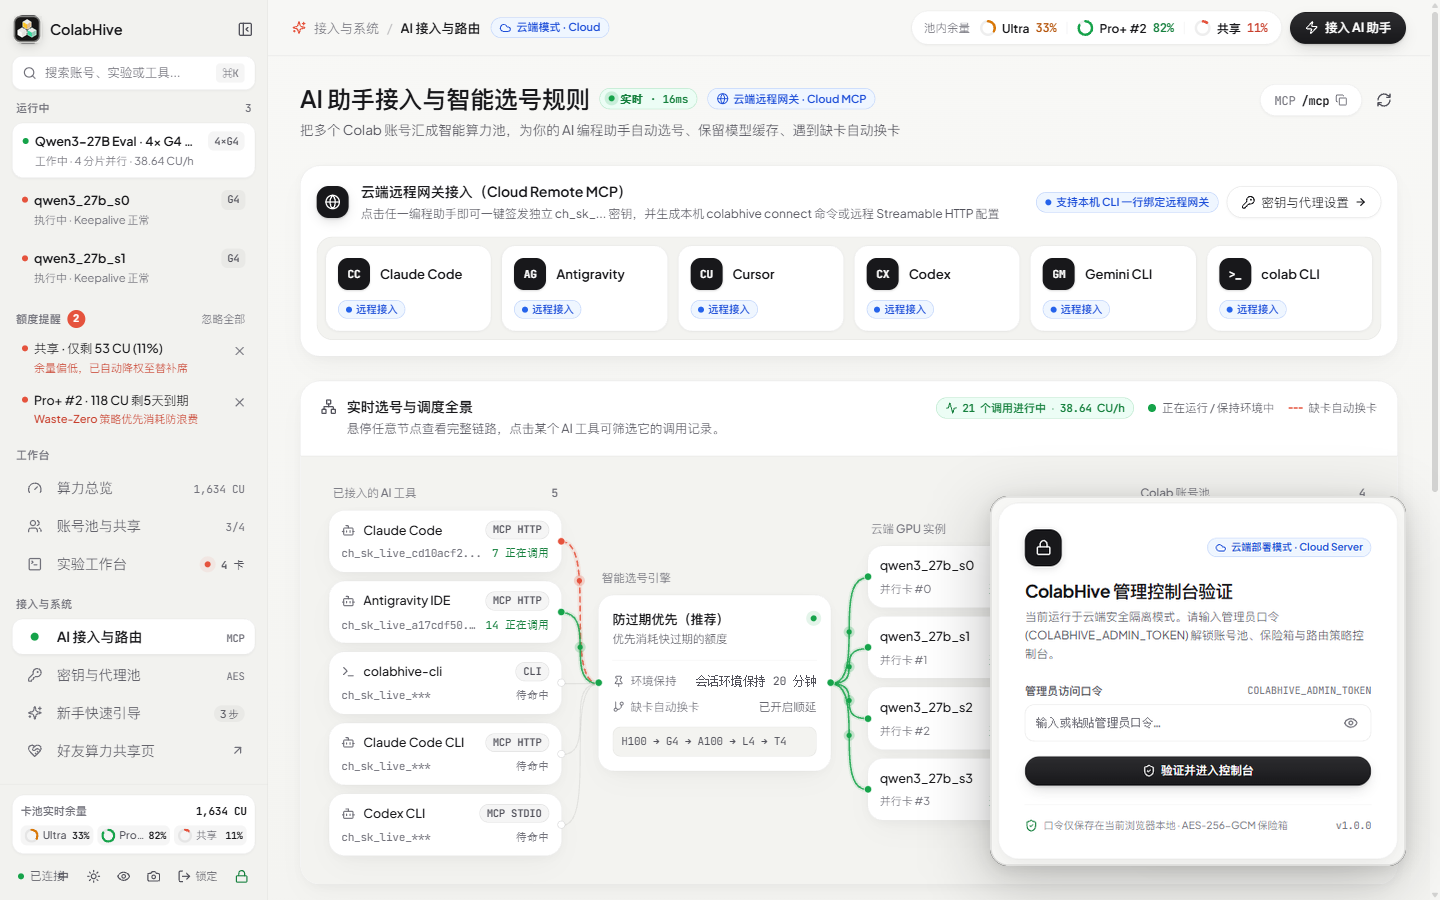 ColabHive
搜索账号、实验或工具... ⌘K
运行中 3
Qwen3-27B Eval · 4× G4 ... 4×G4
工作中 · 4 分片并行 · 38.64 CU/h
qwen3_27b_s0 G4
执行中 · Keepalive 正常
qwen3_27b_s1 G4
执行中 · Keepalive 正常
额度提醒 2 忽略全部
共享 · 仅剩 53 CU (11%)
余量偏低，已自动降权至替补席
Pro+ #2 · 118 CU 剩5天到期
Waste-Zero 策略优先消耗防浪费
工作台
算力总览 1,634 CU
账号池与共享 3/4
实验工作台 4 卡
接入与系统
AI 接入与路由 MCP
密钥与代理池 AES
新手快速引导 3 步
好友算力共享页
卡池实时余量 1,634 CU
Ultra 33% Pro... 82% 共享 11%
锁定
接入与系统 / AI 接入与路由 云端模式 · Cloud
池内余量 Ultra 33% Pro+ #2 82% 共享 11% 接入 AI 助手
AI 助手接入与智能选号规则 实时 · 16ms 云端远程网关 · Cloud MCP
MCP /mcp
把多个 Colab 账号汇成智能算力池，为你的 AI 编程助手自动选号、保留模型缓存、遇到缺卡自动换卡
云端远程网关接入（Cloud Remote MCP）
点击任一编程助手即可一键签发独立 ch_sk_... 密钥，并生成本机 colabhive connect 命令或远程 Streamable HTTP 配置
支持本机 CLI 一行绑定远程网关 密钥与代理设置
CC Claude Code AG Antigravity CU Cursor CX Codex GM Gemini CLI >_ colab CLI
远程接入 远程接入 远程接入 远程接入 远程接入 远程接入
实时选号与调度全景
悬停任意节点查看完整链路，点击某个 AI 工具可筛选它的调用记录。
21 个调用进行中 · 38.64 CU/h 正在运行 / 保持环境中 缺卡自动换卡
已接入的 AI 工具 5
Claude Code MCP HTTP
ch_sk_live_cd10acf2... 7 正在调用
Antigravity IDE MCP HTTP
ch_sk_live_a17cdf50... 14 正在调用
colabhive-cli CLI
ch_sk_live_*** 待命中
Claude Code CLI MCP HTTP
ch_sk_live_*** 待命中
Codex CLI MCP STDIO
ch_sk_live_*** 待命中
智能选号引擎
防过期优先（推荐）
优先消耗快过期的额度
环境保持 会话环境保持 20 分钟
缺卡自动换卡 已开启顺延
H100 → G4 → A100 → L4 → T4
云端 GPU 实例
qwen3_27b_s0
并行卡 #0
qwen3_27b_s1
并行卡 #1
qwen3_27b_s2
并行卡 #2
qwen3_27b_s3
并行卡 #3
Colab 账号池 4
云端部署模式 · Cloud Server
ColabHive 管理控制台验证
当前运行于云端安全隔离模式。请输入管理员口令
(COLABHIVE_ADMIN_TOKEN) 解锁账号池、保险箱与路由策略控
制台。
管理员访问口令 COLABHIVE_ADMIN_TOKEN
输入或粘贴管理员口令…
验证并进入控制台
口令仅保存在当前浏览器本地 · AES-256-GCM 保险箱 v1.0.0